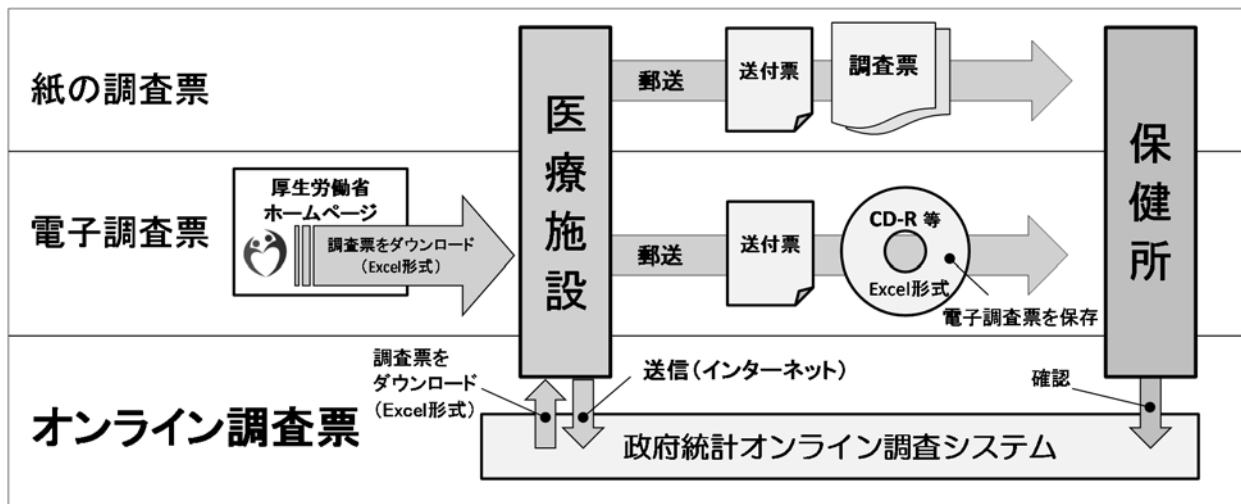 紙の調査票
医療施設
郵送
送付票
調査票
保健所
電子調査票
厚生労働省
ホームページ
調査票をダウンロード
（Excel形式）
郵送
送付票
CD-R 等
Excel形式
電子調査票を保存
オンライン調査票
調査票を
ダウンロード
（Excel形式）
送信（インターネット）
確認
政府統計オンライン調査システム